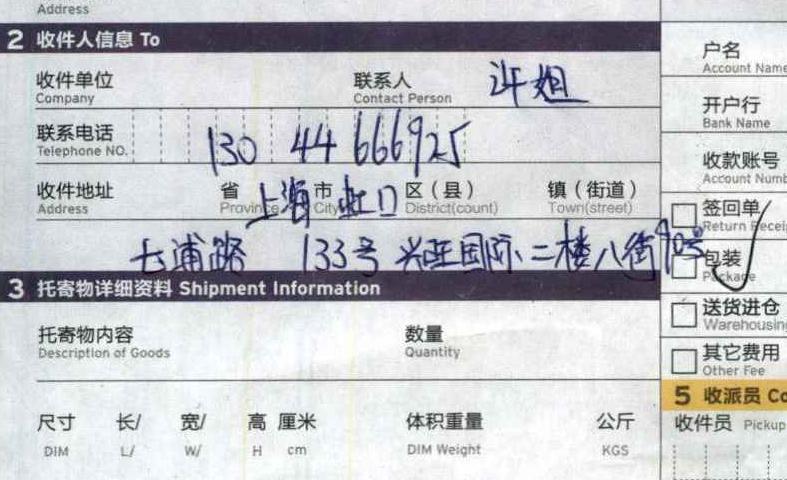 Address
2 收件人信息 To
收件单位 联系人 许姐
Company Contact Person
联系电话 130 44 666925
Telephone NO.
收件地址 省 上海 市 虹口 区（县） 镇（街道）
Address Province City District(count) Town(street)
七浦路 133号 兴旺国际、二楼八街 905
3 托寄物详细资料 Shipment Information
托寄物内容 数量
Description of Goods Quantity
尺寸 长/ 宽/ 高 厘米 体积重量 公斤
DIM L/ W/ H cm DIM Weight KGS
户名
Account Name
开户行
Bank Name
收款账号
Account Numb
签回单
Return Receip
包装
Package
送货进仓
Warehousing
其它费用
Other Fee
5 收派员 Co
收件员 Pickup